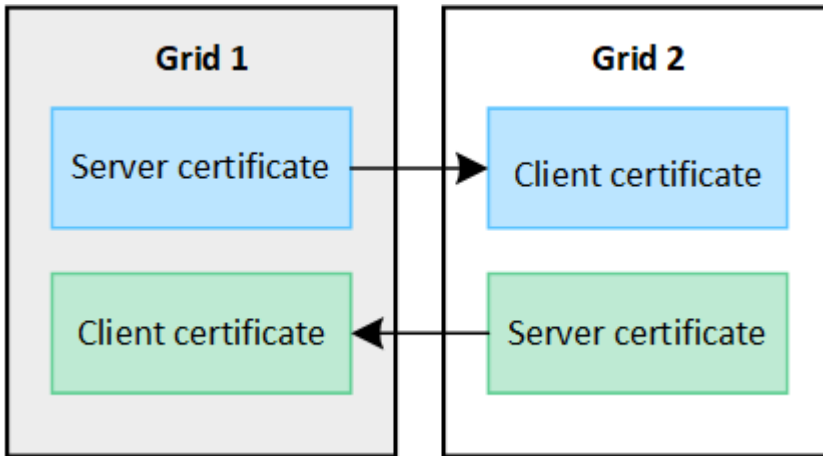 Grid 1
Grid 2
Server certificate
Client certificate
Client certificate
Server certificate